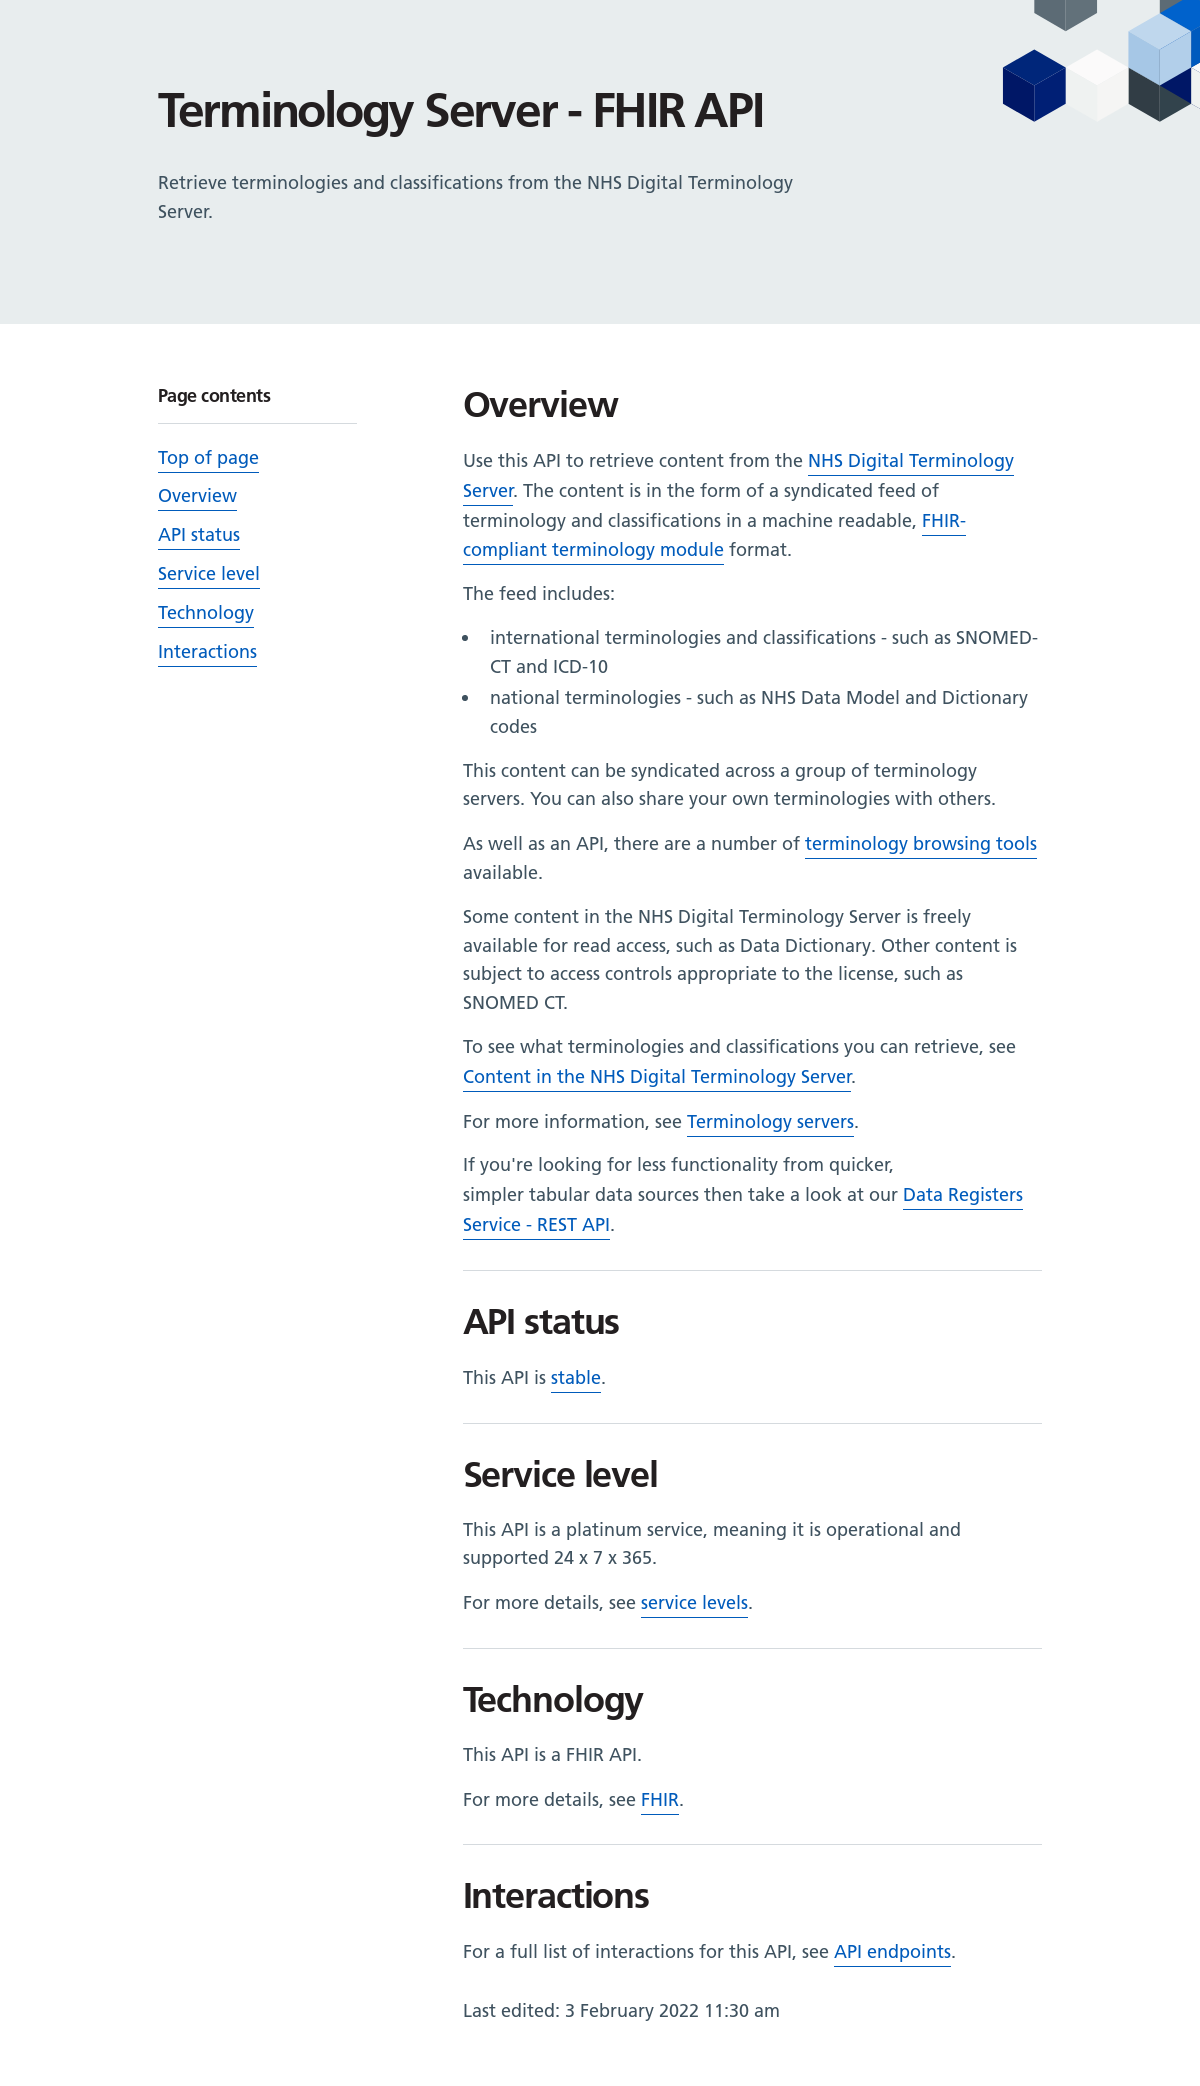 Terminology Server - FHIR API
Retrieve terminologies and classifications from the NHS Digital Terminology
Server.
Page contents
Top of page
Overview
API status
Service level
Technology
Interactions
Overview
Use this API to retrieve content from the NHS Digital Terminology
Server. The content is in the form of a syndicated feed of
terminology and classifications in a machine readable, FHIR-
compliant terminology module format.
The feed includes:
• international terminologies and classifications - such as SNOMED-
CT and ICD-10
• national terminologies - such as NHS Data Model and Dictionary
codes
This content can be syndicated across a group of terminology
servers. You can also share your own terminologies with others.
As well as an API, there are a number of terminology browsing tools
available.
Some content in the NHS Digital Terminology Server is freely
available for read access, such as Data Dictionary. Other content is
subject to access controls appropriate to the license, such as
SNOMED CT.
To see what terminologies and classifications you can retrieve, see
Content in the NHS Digital Terminology Server.
For more information, see Terminology servers.
If you're looking for less functionality from quicker,
simpler tabular data sources then take a look at our Data Registers
Service - REST API.
API status
This API is stable.
Service level
This API is a platinum service, meaning it is operational and
supported 24 x 7 x 365.
For more details, see service levels.
Technology
This API is a FHIR API.
For more details, see FHIR.
Interactions
For a full list of interactions for this API, see API endpoints.
Last edited: 3 February 2022 11:30 am